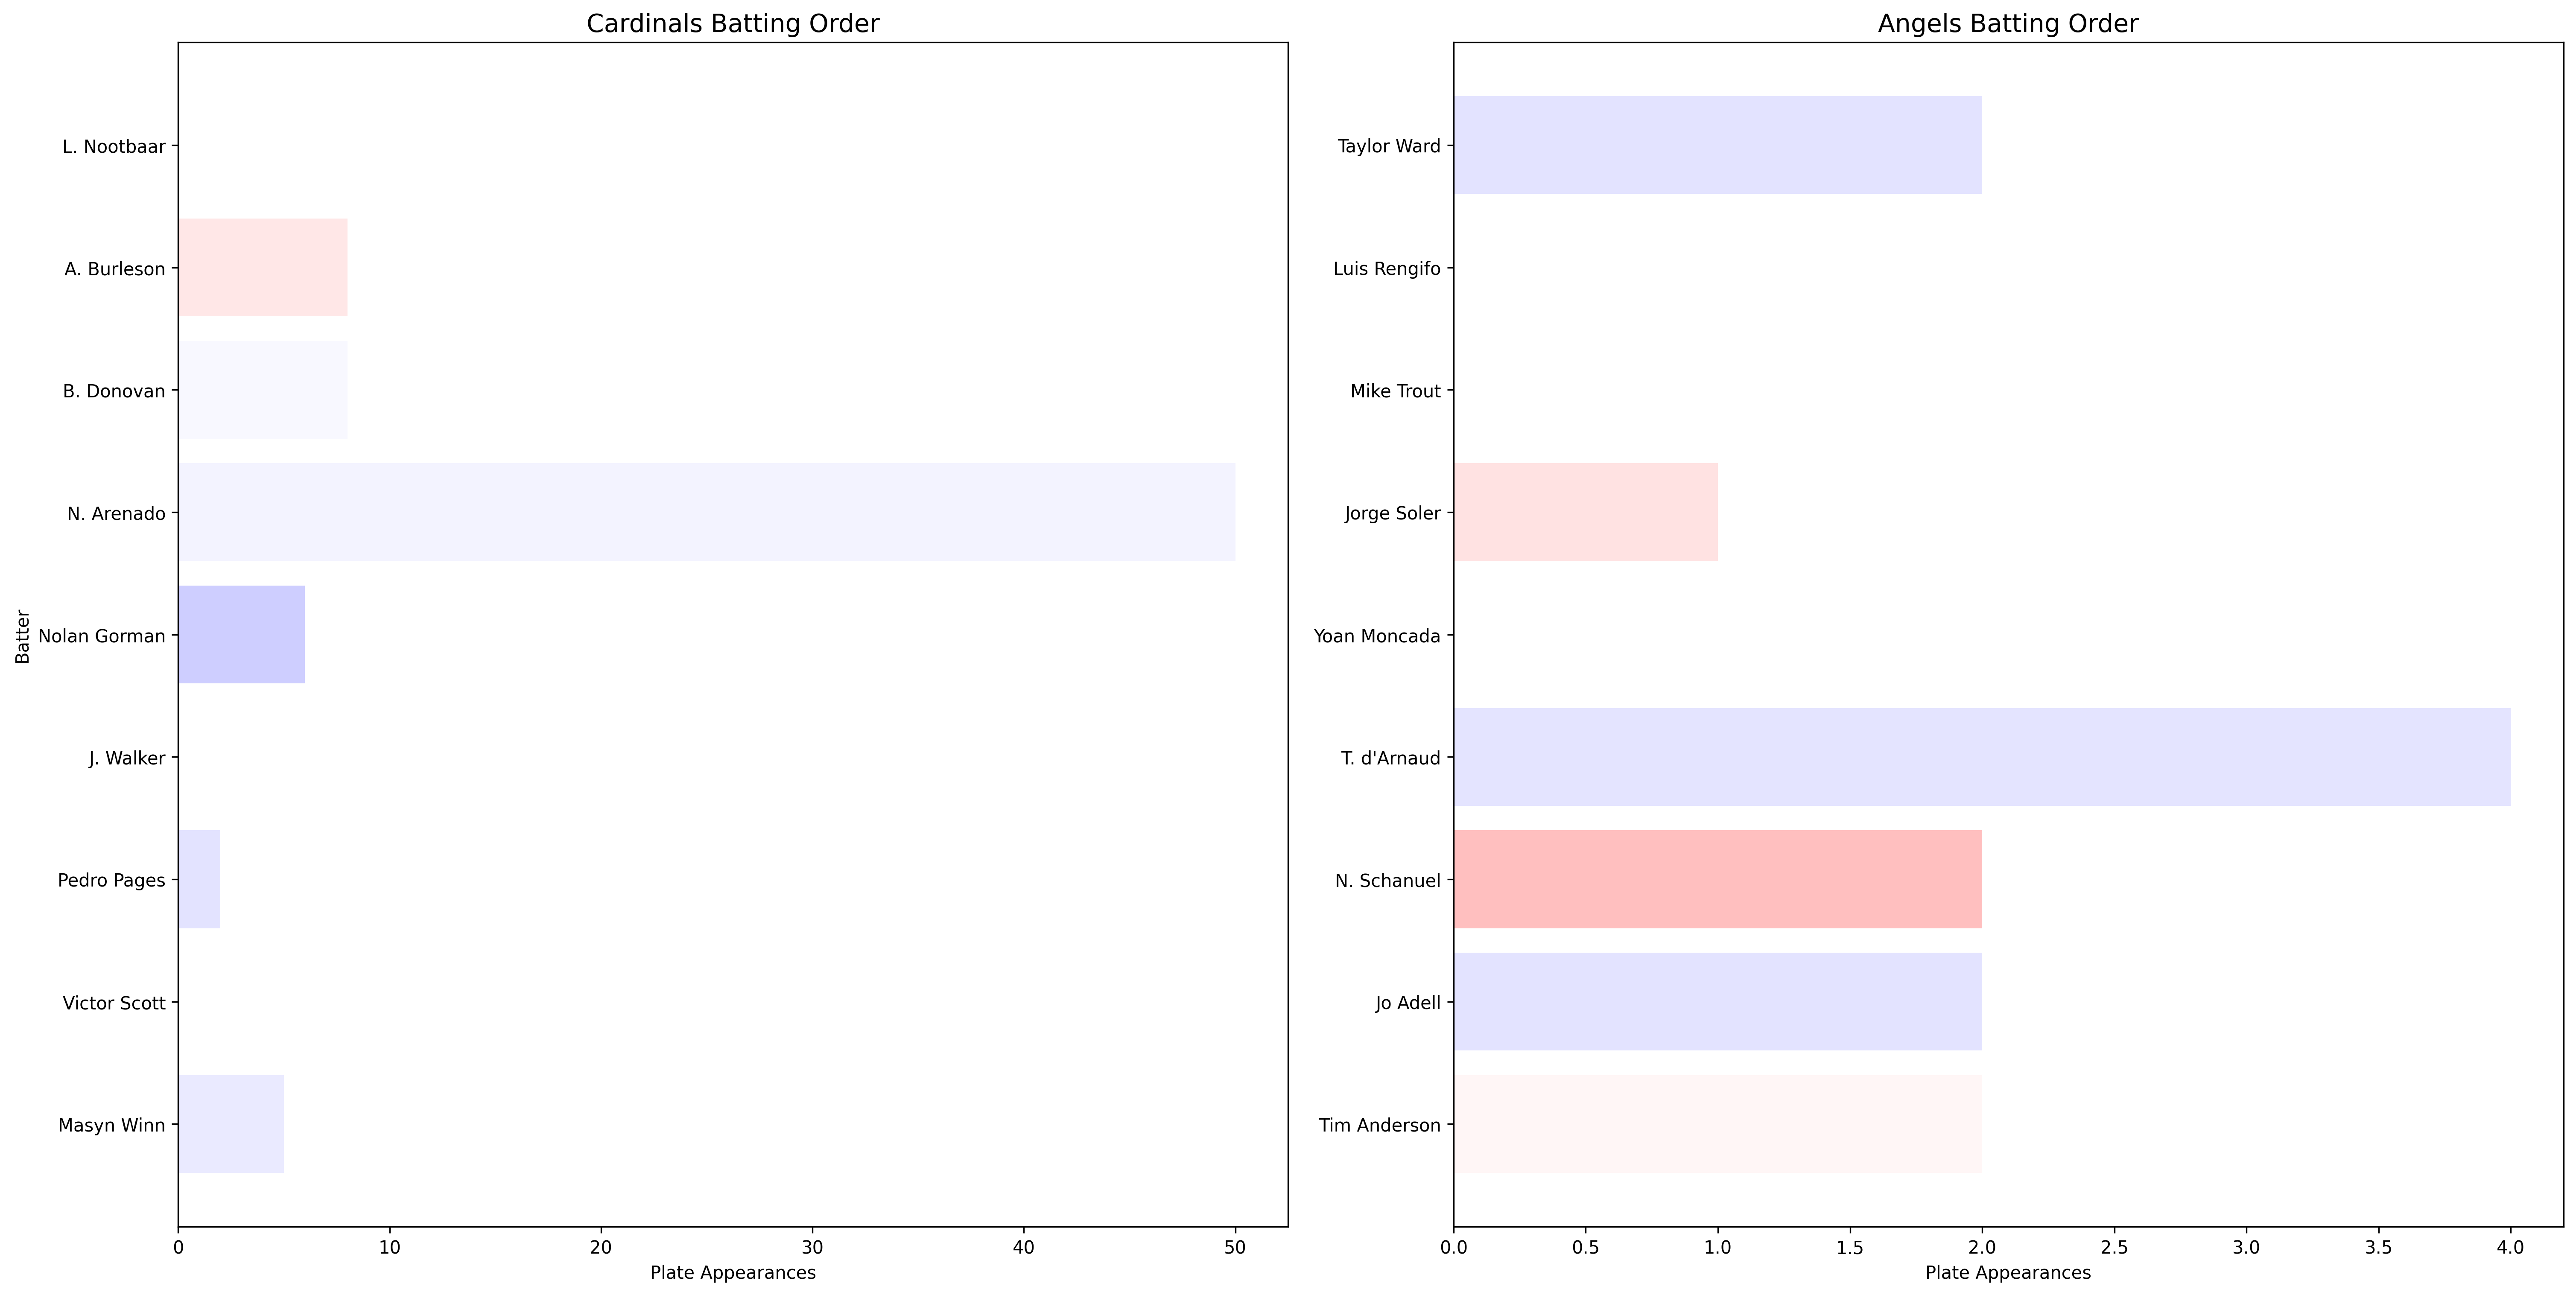 Cardinals Batting Order
Batter
L. Nootbaar
A. Burleson
B. Donovan
N. Arenado
Nolan Gorman
J. Walker
Pedro Pages
Victor Scott
Masyn Winn
0 10 20 30 40 50
Plate Appearances
Angels Batting Order
Taylor Ward
Luis Rengifo
Mike Trout
Jorge Soler
Yoan Moncada
T. d'Arnaud
N. Schanuel
Jo Adell
Tim Anderson
0.0 0.5 1.0 1.5 2.0 2.5 3.0 3.5 4.0
Plate Appearances